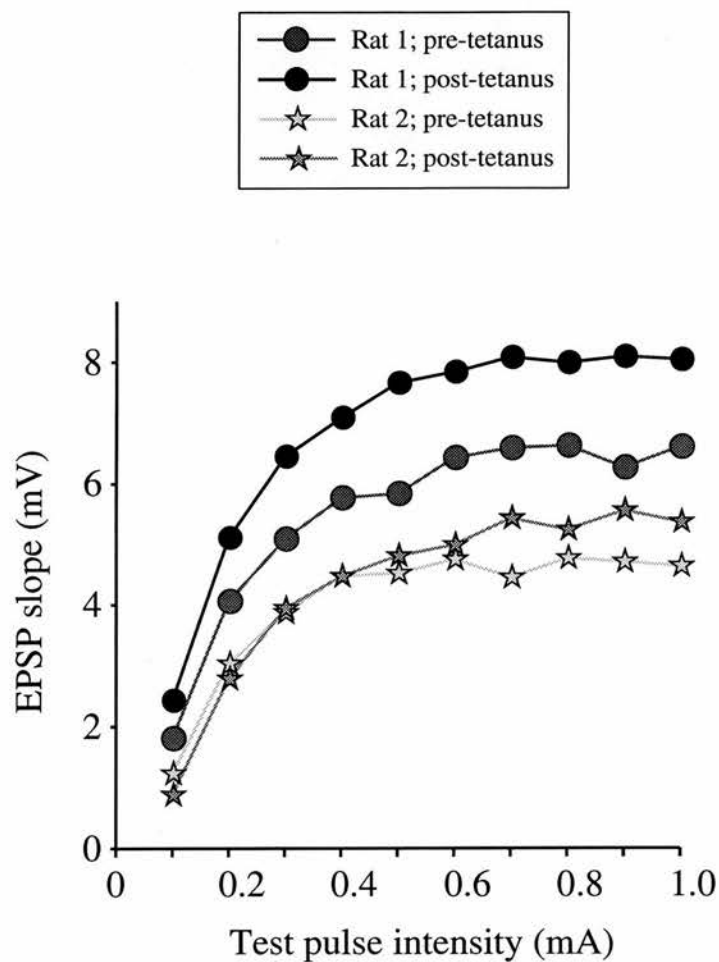 Rat 1; pre-tetanus
Rat 1; post-tetanus
Rat 2; pre-tetanus
Rat 2; post-tetanus
8
6
4
2
0
EPSP slope (mV)
0 0.2 0.4 0.6 0.8 1.0
Test pulse intensity (mA)